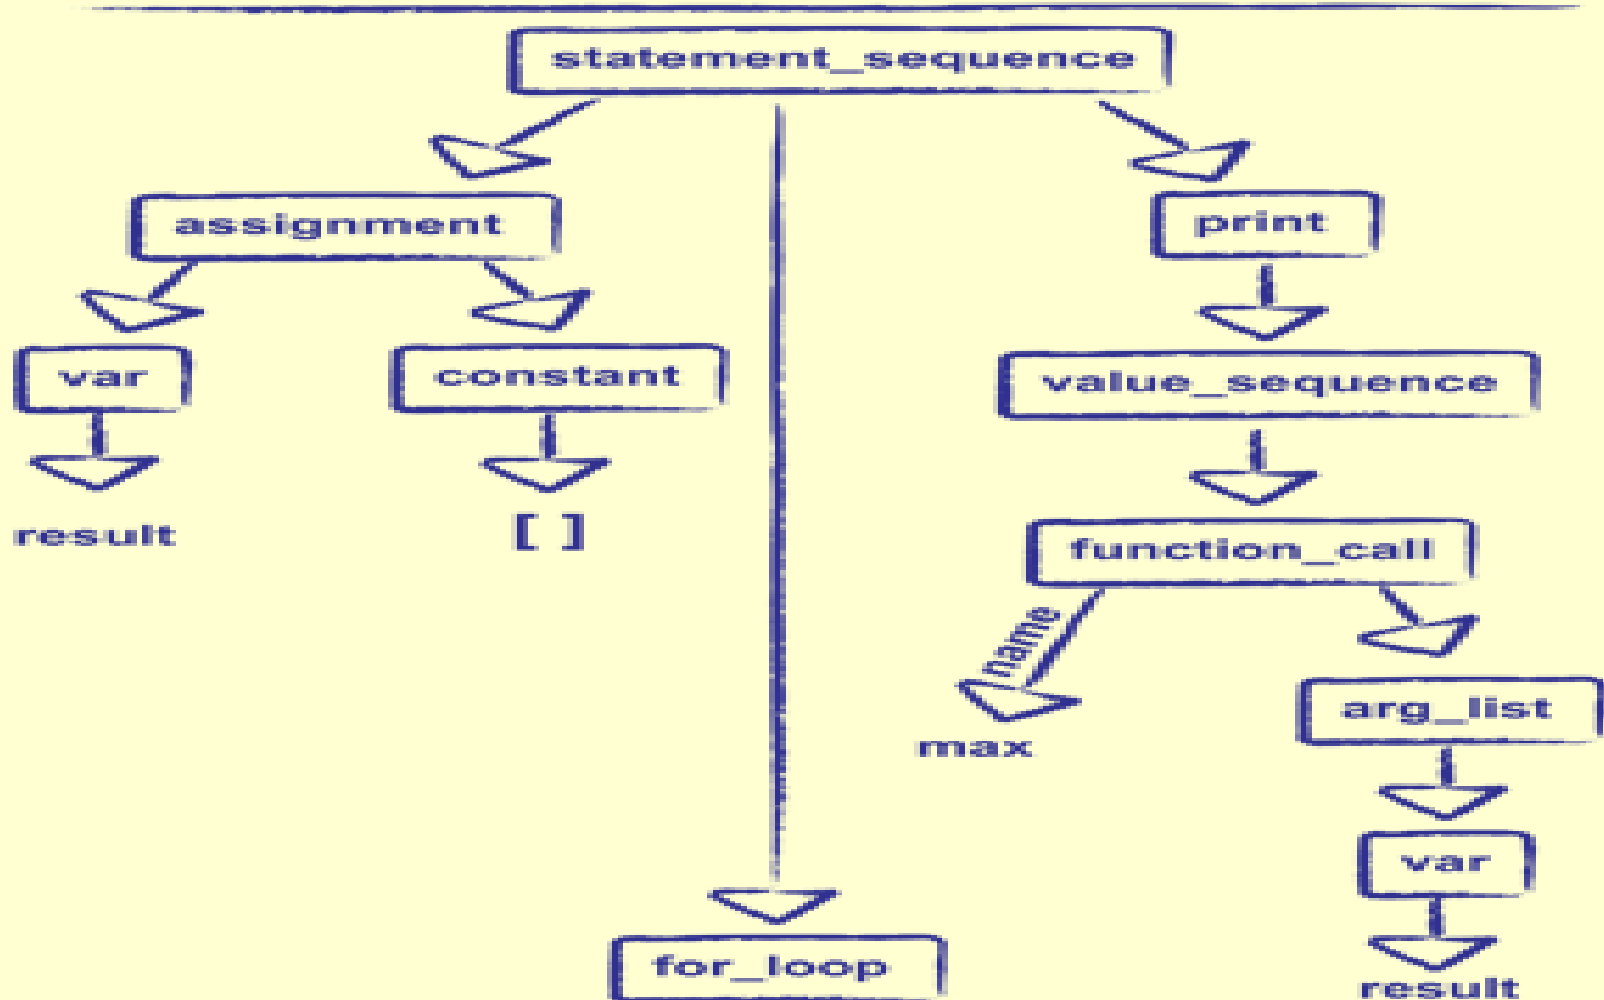 statement_sequence
assignment
print
var
constant
value_sequence
result
[ ]
function_call
name
max
arg_list
var
for_loop
result